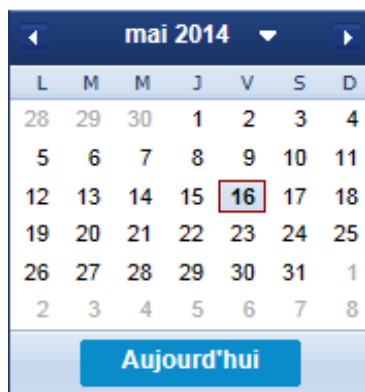 mai 2014
L M M J V S D
28 29 30 1 2 3 4
5 6 7 8 9 10 11
12 13 14 15 16 17 18
19 20 21 22 23 24 25
26 27 28 29 30 31 1
2 3 4 5 6 7 8
Aujourd'hui